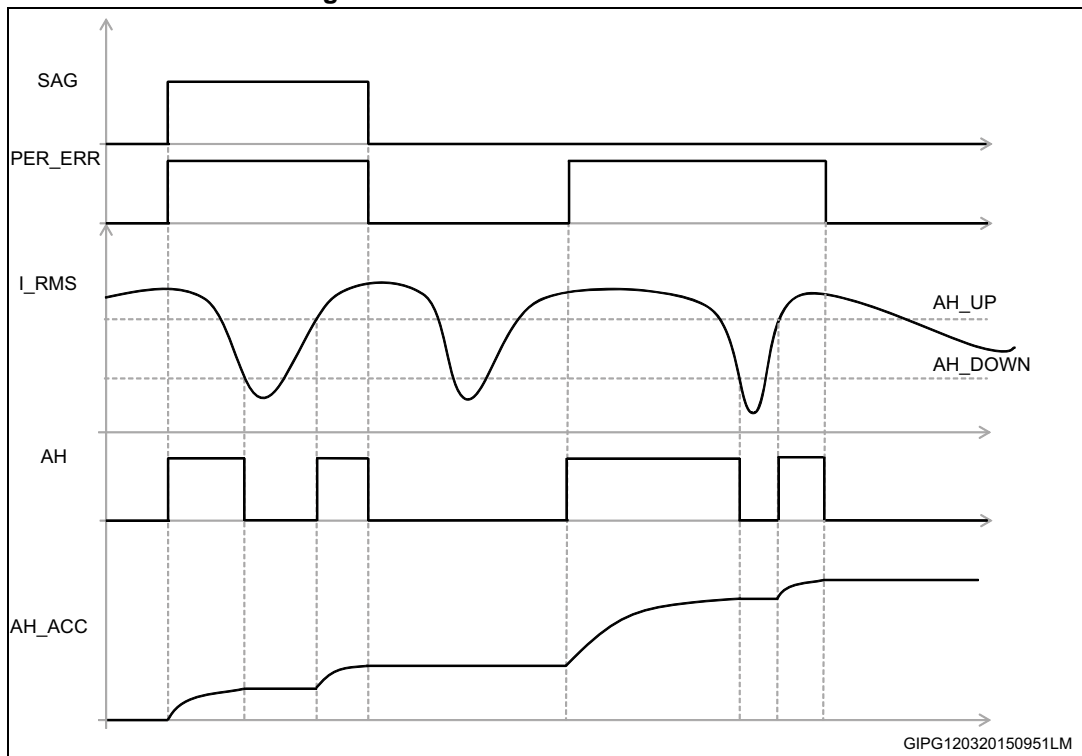 SAG
PER_ERR
I_RMS
AH_UP
AH_DOWN
AH
AH_ACC
GIPG120320150951LM